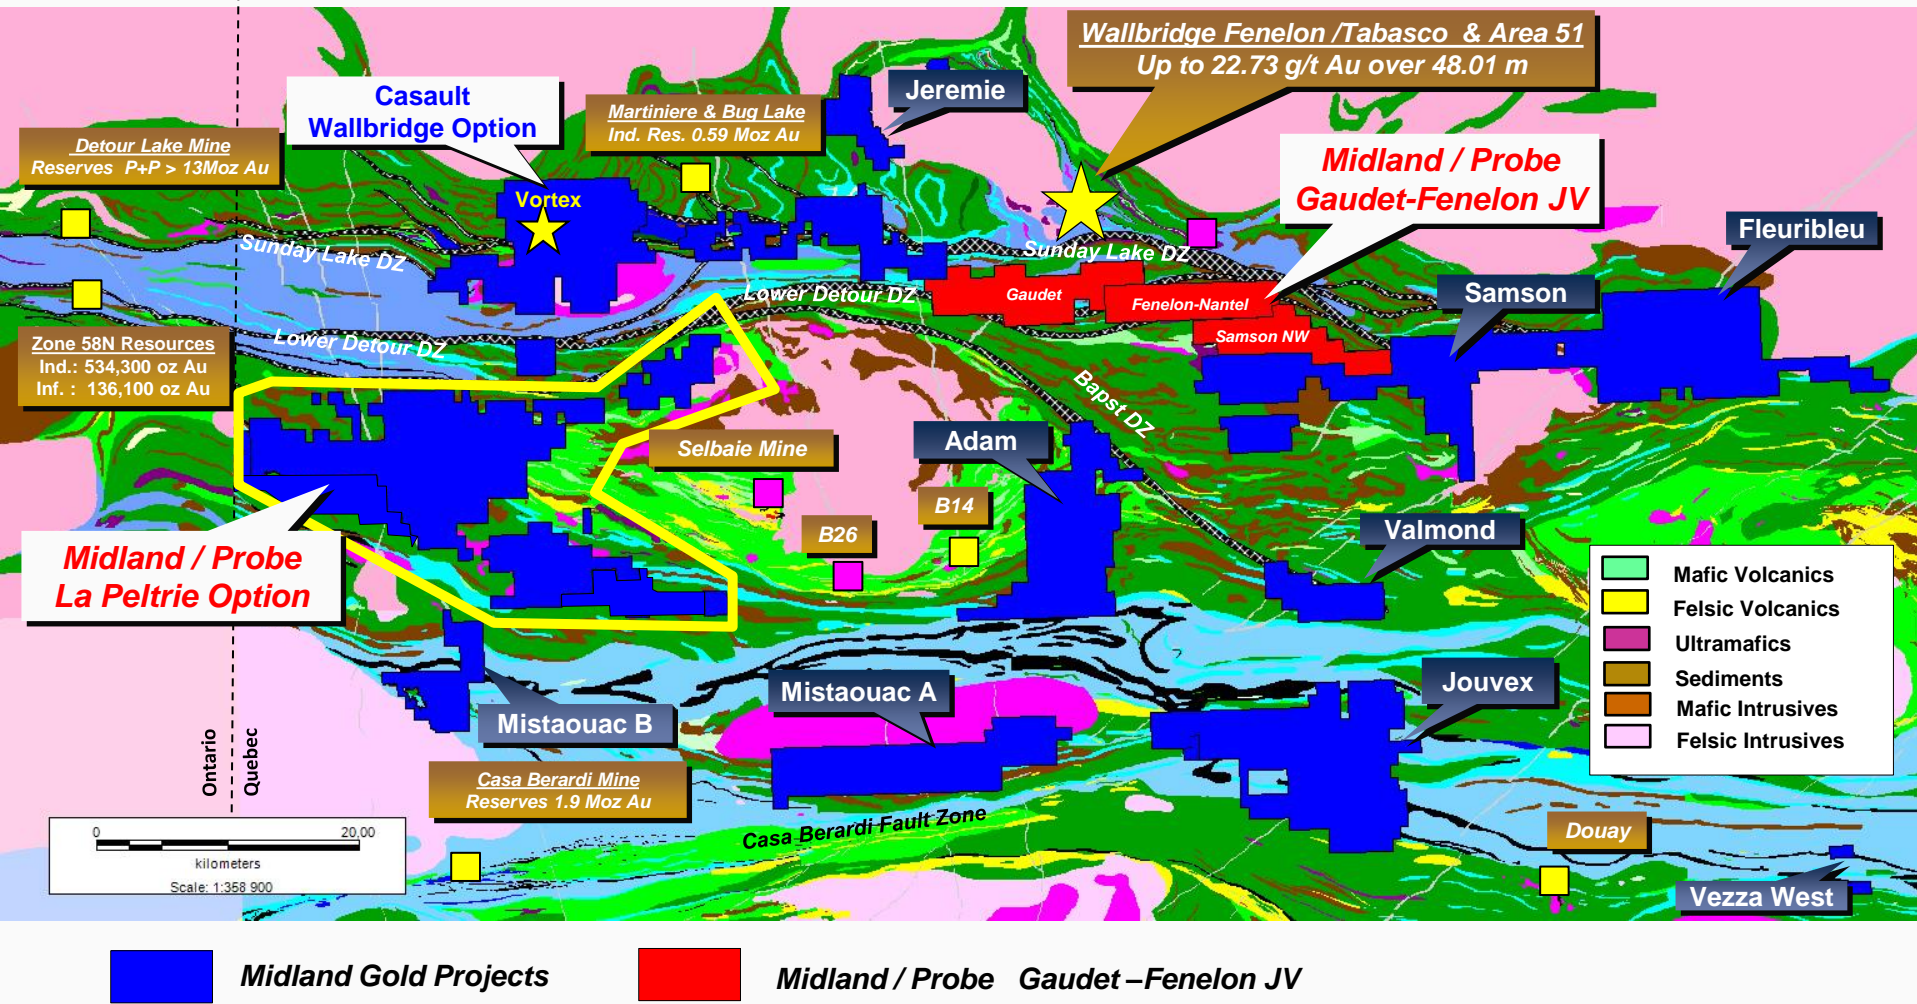 Wallbridge Fenelon /Tabasco & Area 51
Up to 22.73 g/t Au over 48.01 m
Jeremie
Casault
Wallbridge Option
Martiniere & Bug Lake
Ind. Res. 0.59 Moz Au
Detour Lake Mine
Reserves P+P > 13Moz Au
Midland / Probe
Gaudet-Fenelon JV
Vortex
Fleuribleu
Sunday Lake DZ
Sunday Lake DZ
Samson
Lower Detour DZ
Gaudet
Fenelon-Nantel
Samson NW
Lower Detour DZ
Zone 58N Resources
Ind.: 534,300 oz Au
Inf. : 136,100 oz Au
Bapst DZ
Selbaie Mine
Adam
B14
B26
Valmond
Midland / Probe
La Peltrie Option
Mafic Volcanics
Felsic Volcanics
Ultramafics
Sediments
Mafic Intrusives
Felsic Intrusives
Mistaouac A
Jouvex
Mistaouac B
Ontario
Quebec
Casa Berardi Mine
Reserves 1.9 Moz Au
Casa Berardi Fault Zone
Douay
0 20,00
kilometers
Scale: 1:358 900
Vezza West
Midland Gold Projects
Midland / Probe Gaudet–Fenelon JV